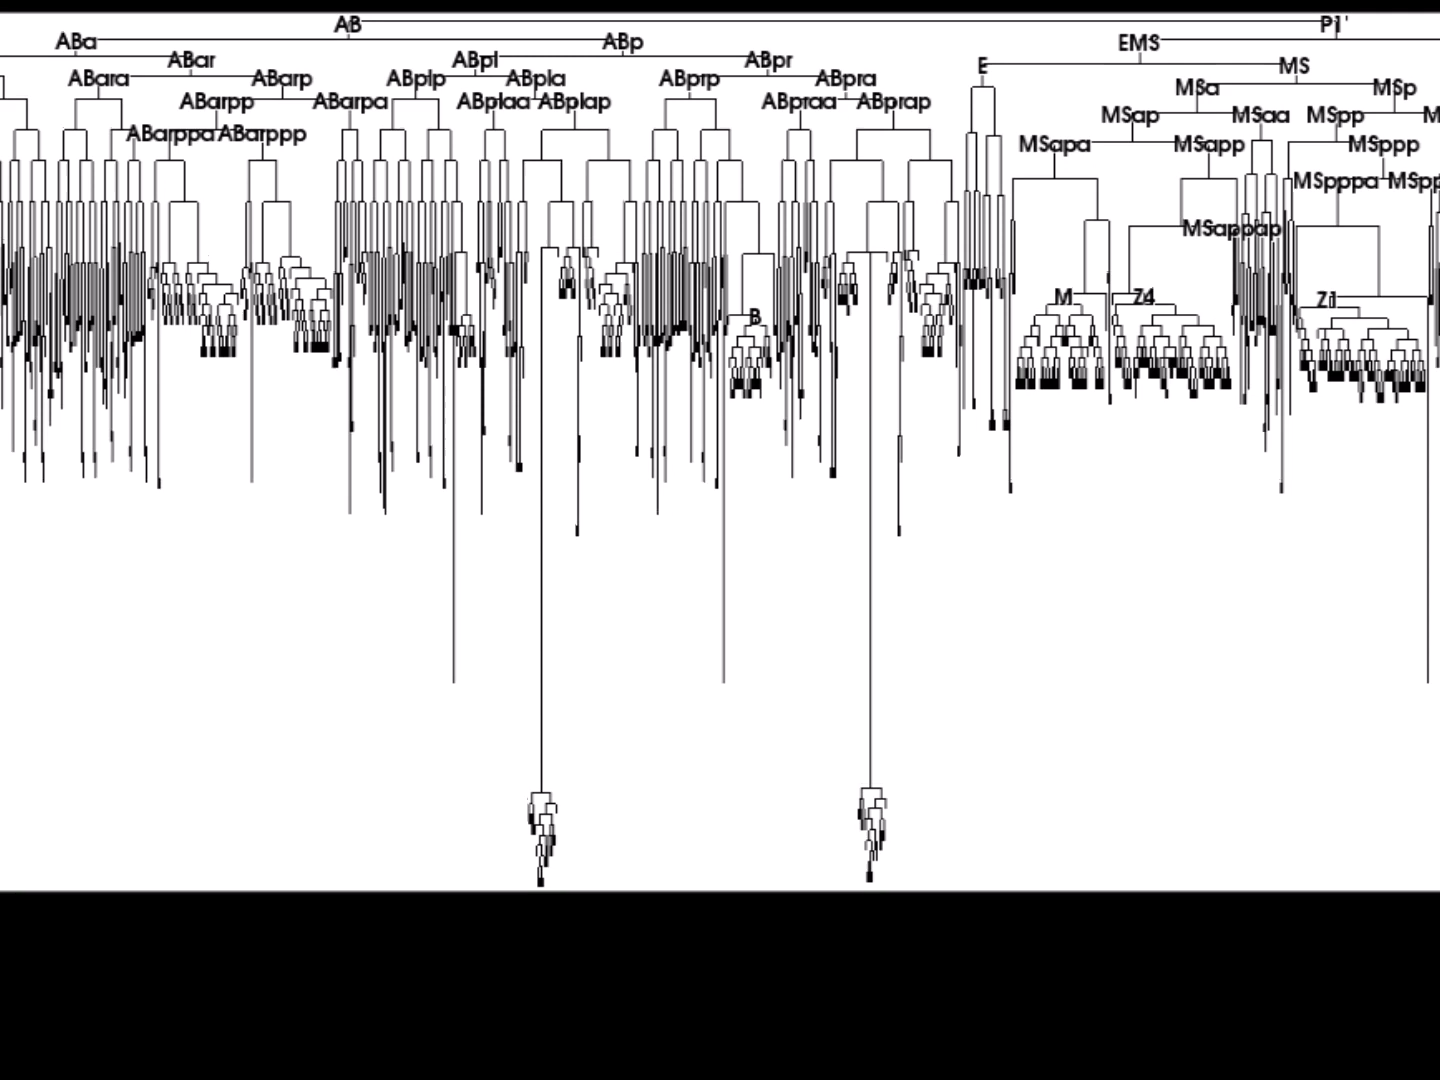 AB P1'
ABa ABp EMS
ABar ABpl ABpr E MS
ABara ABarp ABplp ABpla ABprp ABpra MSa MSp
ABarpp ABarpa ABplaa ABplap ABpraa ABprap MSap MSaa MSpp
ABarppa ABarppp MSapa MSapp MSppp
MSpppa
MSappap
M Z4 Z1
B